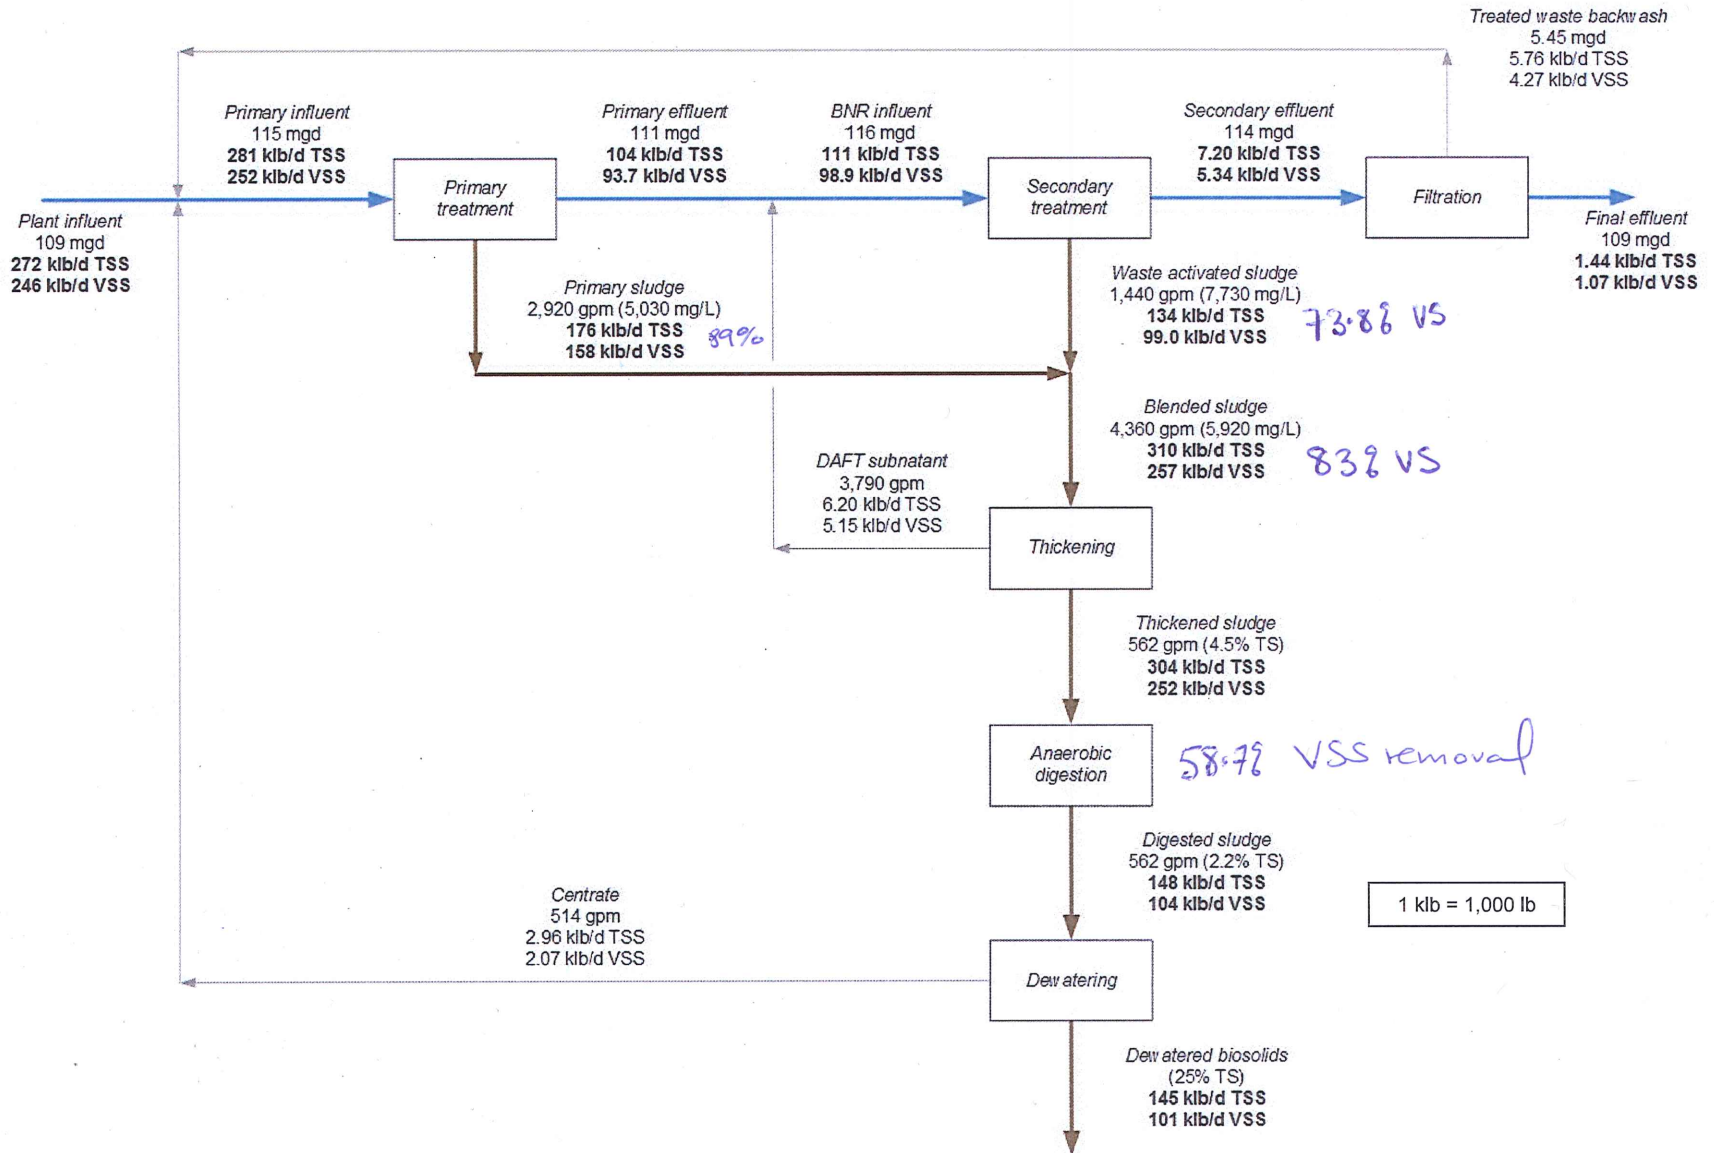 Treated waste backwash
5.45 mgd
5.76 klb/d TSS
4.27 klb/d VSS
Primary influent
115 mgd
281 klb/d TSS
252 klb/d VSS
Primary effluent
111 mgd
104 klb/d TSS
93.7 klb/d VSS
BNR influent
116 mgd
111 klb/d TSS
98.9 klb/d VSS
Secondary effluent
114 mgd
7.20 klb/d TSS
5.34 klb/d VSS
Primary
treatment
Secondary
treatment
Filtration
Plant influent
109 mgd
272 klb/d TSS
246 klb/d VSS
Final effluent
109 mgd
1.44 klb/d TSS
1.07 klb/d VSS
Primary sludge
2,920 gpm (5,030 mg/L)
176 klb/d TSS
158 klb/d VSS
89%
Waste activated sludge
1,440 gpm (7,730 mg/L)
134 klb/d TSS
99.0 klb/d VSS
73.8% VS
Blended sludge
4,360 gpm (5,920 mg/L)
310 klb/d TSS
257 klb/d VSS
83% VS
DAFT subnatant
3,790 gpm
6.20 klb/d TSS
5.15 klb/d VSS
Thickening
Thickened sludge
562 gpm (4.5% TS)
304 klb/d TSS
252 klb/d VSS
Anaerobic
digestion
58.7% VSS removal
Digested sludge
562 gpm (2.2% TS)
148 klb/d TSS
104 klb/d VSS
Centrate
514 gpm
2.96 klb/d TSS
2.07 klb/d VSS
1 klb = 1,000 lb
Dewatering
Dewatered biosolids
(25% TS)
145 klb/d TSS
101 klb/d VSS